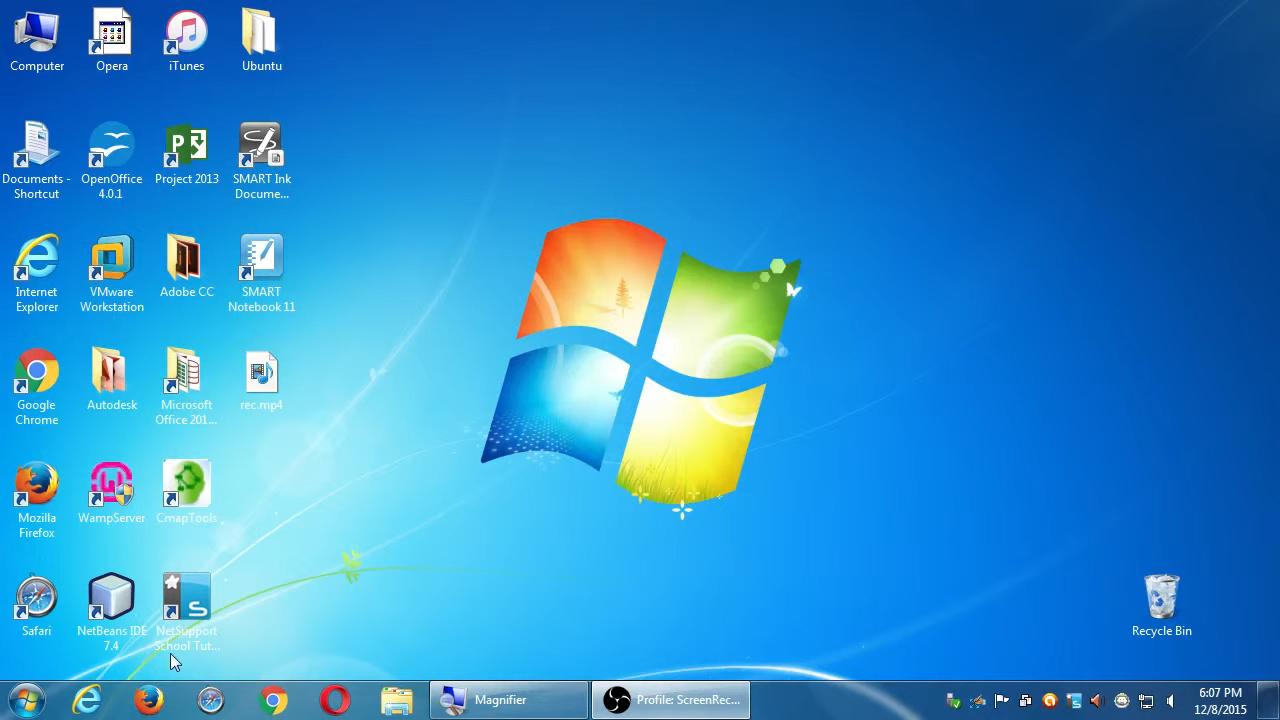 Computer
Opera
iTunes
Ubuntu
Documents -
Shortcut
OpenOffice
4.0.1
Project 2013
SMART Ink
Docume...
Internet
Explorer
VMware
Workstation
Adobe CC
SMART
Notebook 11
Google
Chrome
Autodesk
Microsoft
Office 201...
rec.mp4
Mozilla
Firefox
WampServer
CmapTools
Safari
NetBeans IDE
7.4
NetSupport
School Tut...
Recycle Bin
Magnifier
Profile: ScreenRec...
6:07 PM
12/8/2015